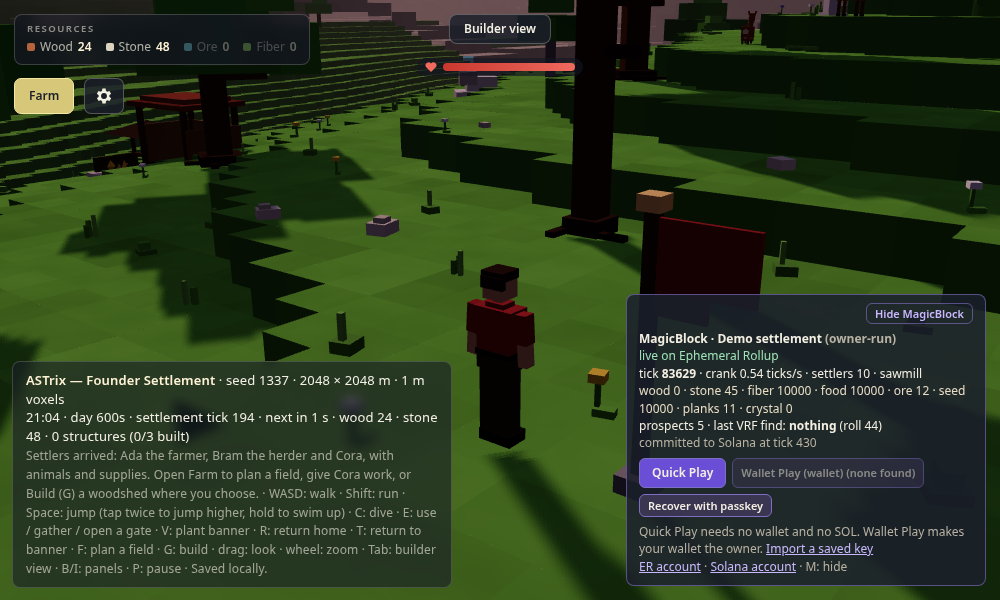 RESOURCES
Wood 24 Stone 48 Ore 0 Fiber 0
Builder view
Farm
Hide MagicBlock
MagicBlock · Demo settlement (owner-run)
live on Ephemeral Rollup
tick 83629 · crank 0.54 ticks/s · settlers 10 · sawmill
wood 0 · stone 45 · fiber 10000 · food 10000 · ore 12 · seed
10000 · planks 11 · crystal 0
prospects 5 · last VRF find: nothing (roll 44)
committed to Solana at tick 430
Quick Play
Wallet Play (wallet) (none found)
Recover with passkey
Quick Play needs no wallet and no SOL. Wallet Play makes
your wallet the owner. Import a saved key
ER account · Solana account · M: hide
ASTrix — Founder Settlement · seed 1337 · 2048 × 2048 m · 1 m
voxels
21:04 · day 600s · settlement tick 194 · next in 1 s · wood 24 · stone
48 · 0 structures (0/3 built)
Settlers arrived: Ada the farmer, Bram the herder and Cora, with
animals and supplies. Open Farm to plan a field, give Cora work, or
Build (G) a woodshed where you choose. · WASD: walk · Shift: run ·
Space: jump (tap twice to jump higher, hold to swim up) · C: dive · E: use
/ gather / open a gate · V: plant banner · R: return home · T: return to
banner · F: plan a field · G: build · drag: look · wheel: zoom · Tab: builder
view · B/I: panels · P: pause · Saved locally.